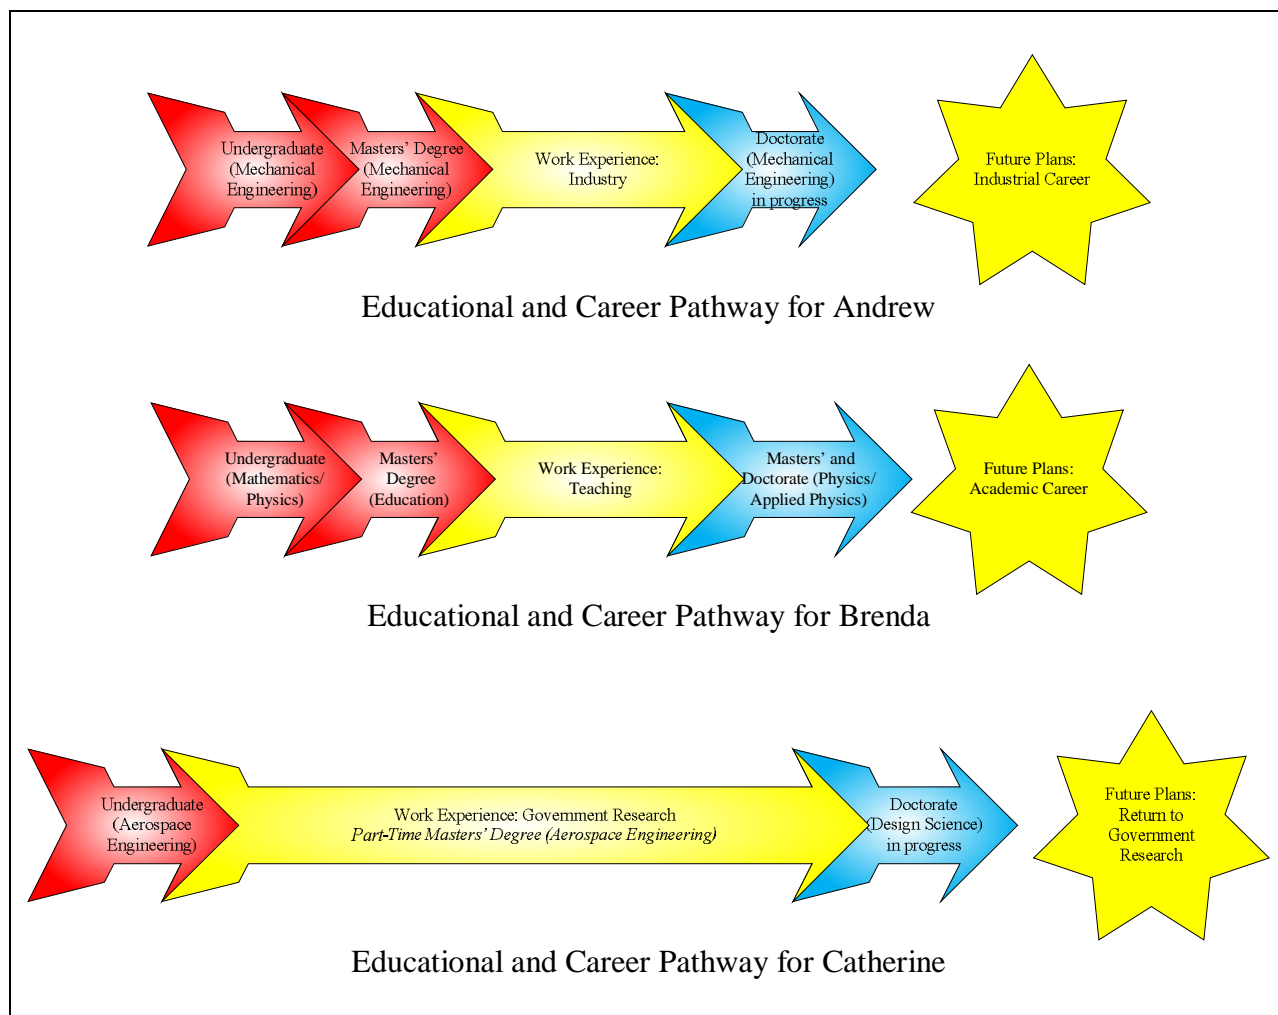 Undergraduate
(Mechanical
Engineering)
Masters' Degree
(Mechanical
Engineering)
Work Experience:
Industry
Doctorate
(Mechanical
Engineering)
in progress
Future Plans:
Industrial Career
Educational and Career Pathway for Andrew
Undergraduate
(Mathematics/
Physics)
Masters'
Degree
(Education)
Work Experience:
Teaching
Masters' and
Doctorate (Physics/
Applied Physics)
Future Plans:
Academic Career
Educational and Career Pathway for Brenda
Undergraduate
(Aerospace
Engineering)
Work Experience: Government Research
Part-Time Masters' Degree (Aerospace Engineering)
Doctorate
(Design Science)
in progress
Future Plans:
Return to
Government
Research
Educational and Career Pathway for Catherine